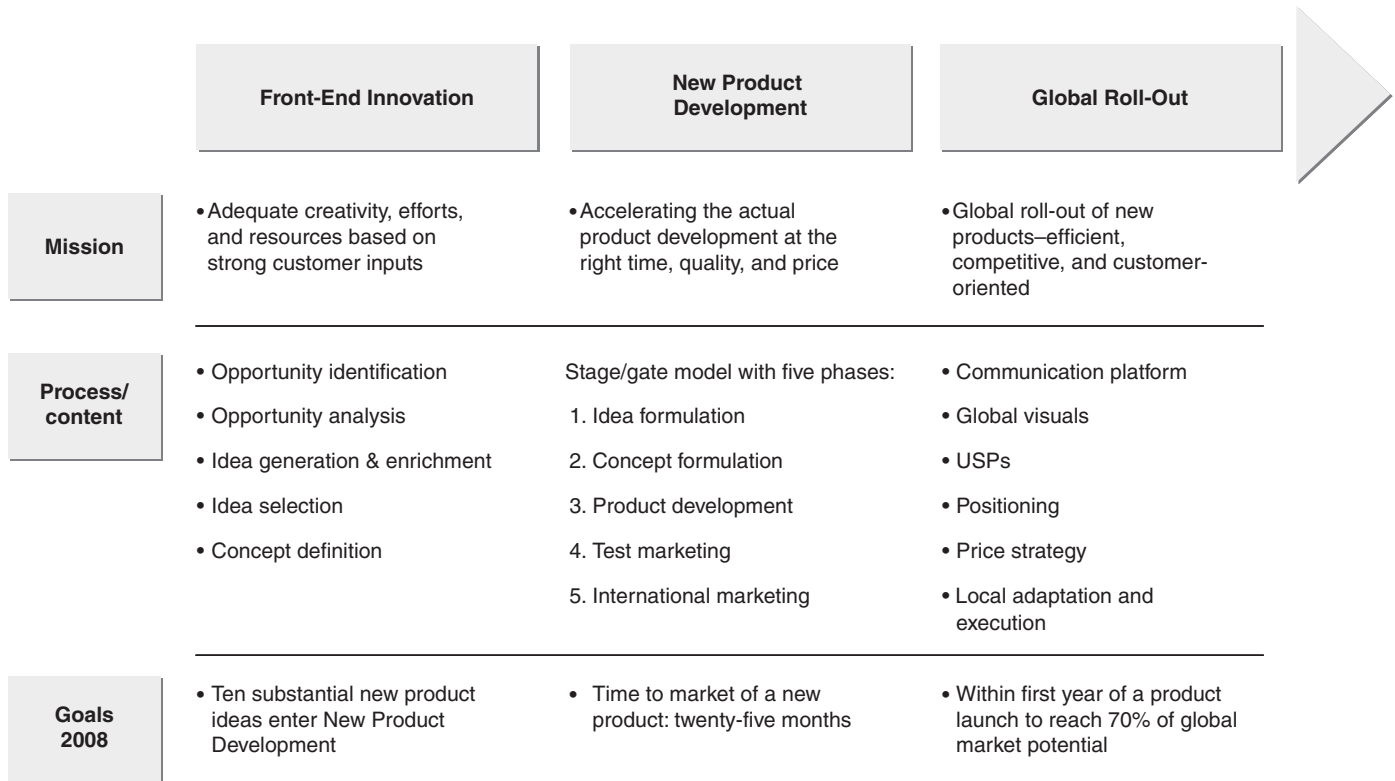 Front-End Innovation
New Product
Development
Global Roll-Out
Mission
• Adequate creativity, efforts,
and resources based on
strong customer inputs
• Accelerating the actual
product development at the
right time, quality, and price
• Global roll-out of new
products–efficient,
competitive, and customer-
oriented
Process/
content
• Opportunity identification
• Opportunity analysis
• Idea generation & enrichment
• Idea selection
• Concept definition
Stage/gate model with five phases:
1. Idea formulation
2. Concept formulation
3. Product development
4. Test marketing
5. International marketing
• Communication platform
• Global visuals
• USPs
• Positioning
• Price strategy
• Local adaptation and
execution
Goals
2008
• Ten substantial new product
ideas enter New Product
Development
• Time to market of a new
product: twenty-five months
• Within first year of a product
launch to reach 70% of global
market potential